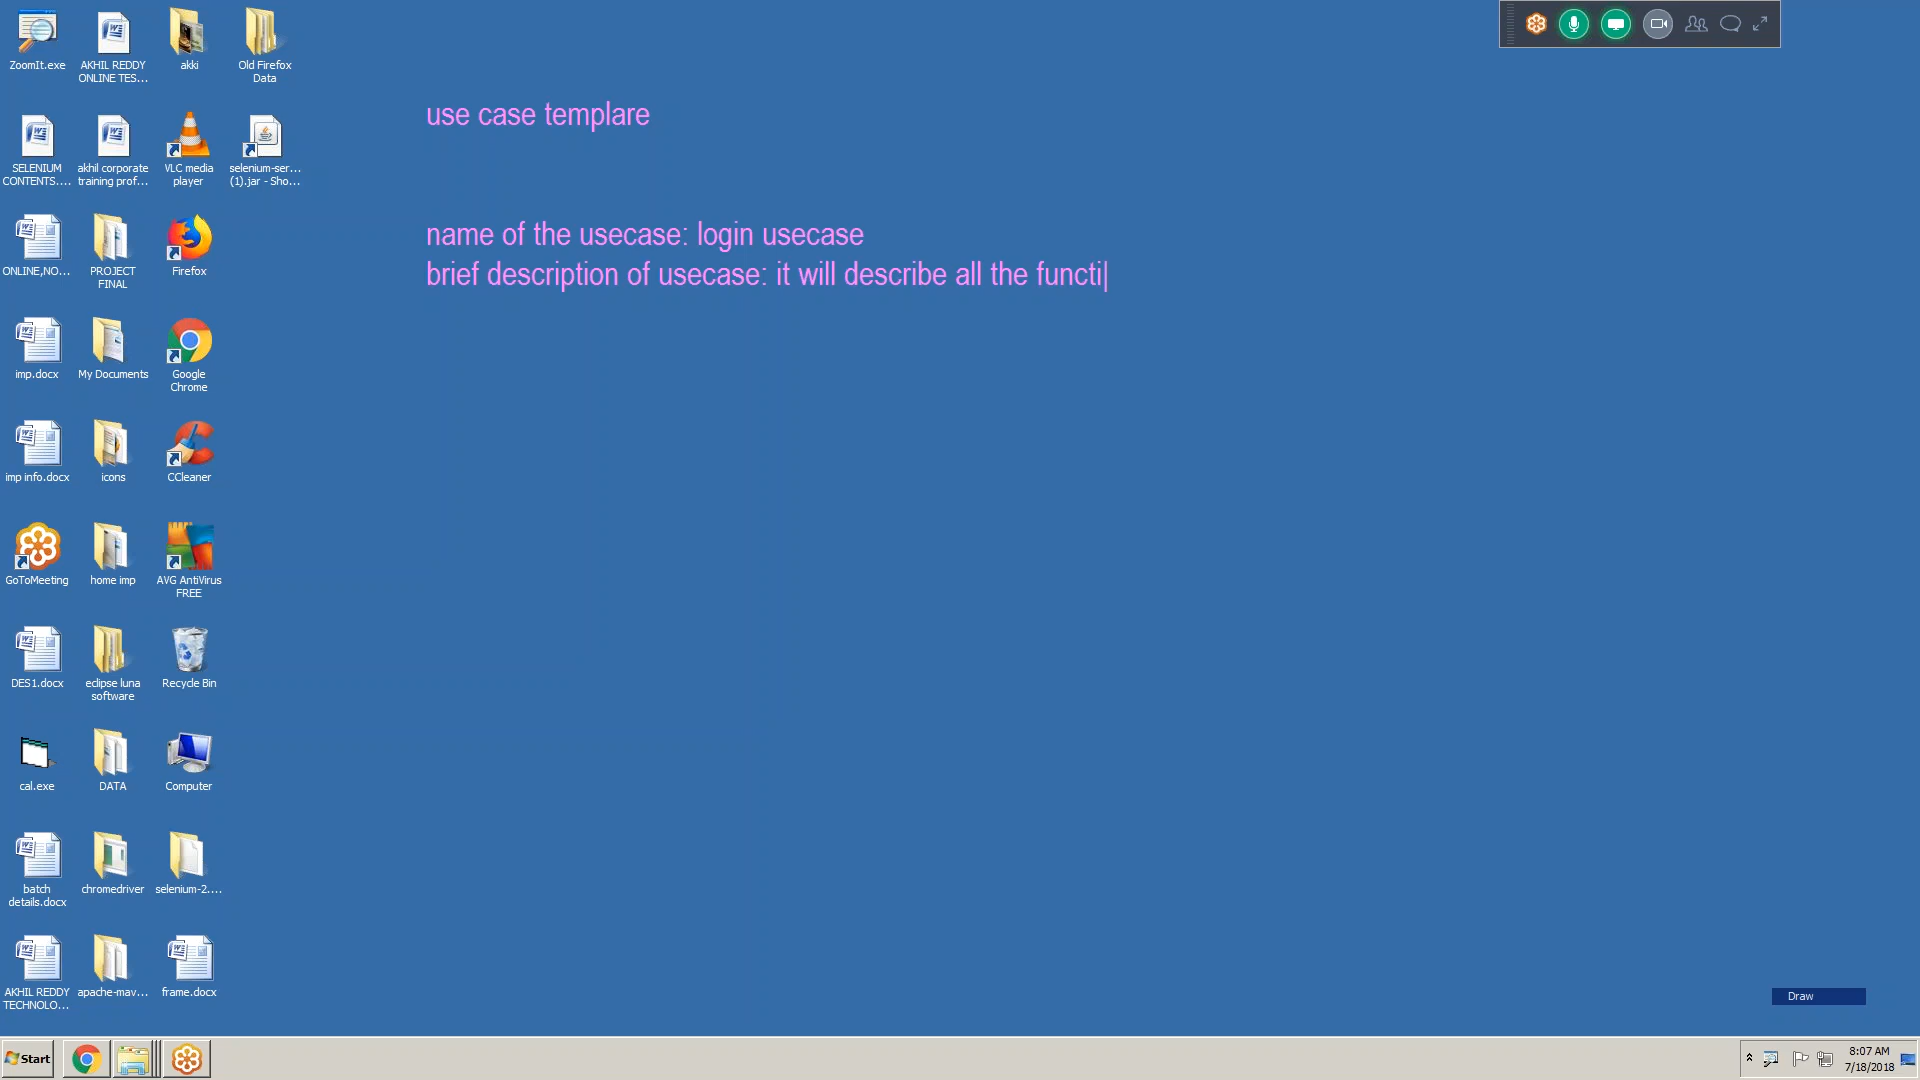 ZoomIt.exe
AKHIL REDDY
ONLINE TES...
akki
Old Firefox
Data
use case templare
SELENIUM
CONTENTS....
akhil corporate
training prof...
VLC media
player
selenium-ser...
(1).jar - Sho...
name of the usecase: login usecase
brief description of usecase: it will describe all the functi
ONLINE,NO...
PROJECT
FINAL
Firefox
imp.docx
My Documents
Google
Chrome
imp info.docx
icons
CCleaner
GoToMeeting
home imp
AVG AntiVirus
FREE
DES1.docx
eclipse luna
software
Recycle Bin
cal.exe
DATA
Computer
batch
details.docx
chromedriver
selenium-2....
AKHIL REDDY
TECHNOLO...
apache-mav...
frame.docx
Draw
Start
8:07 AM
7/18/2018